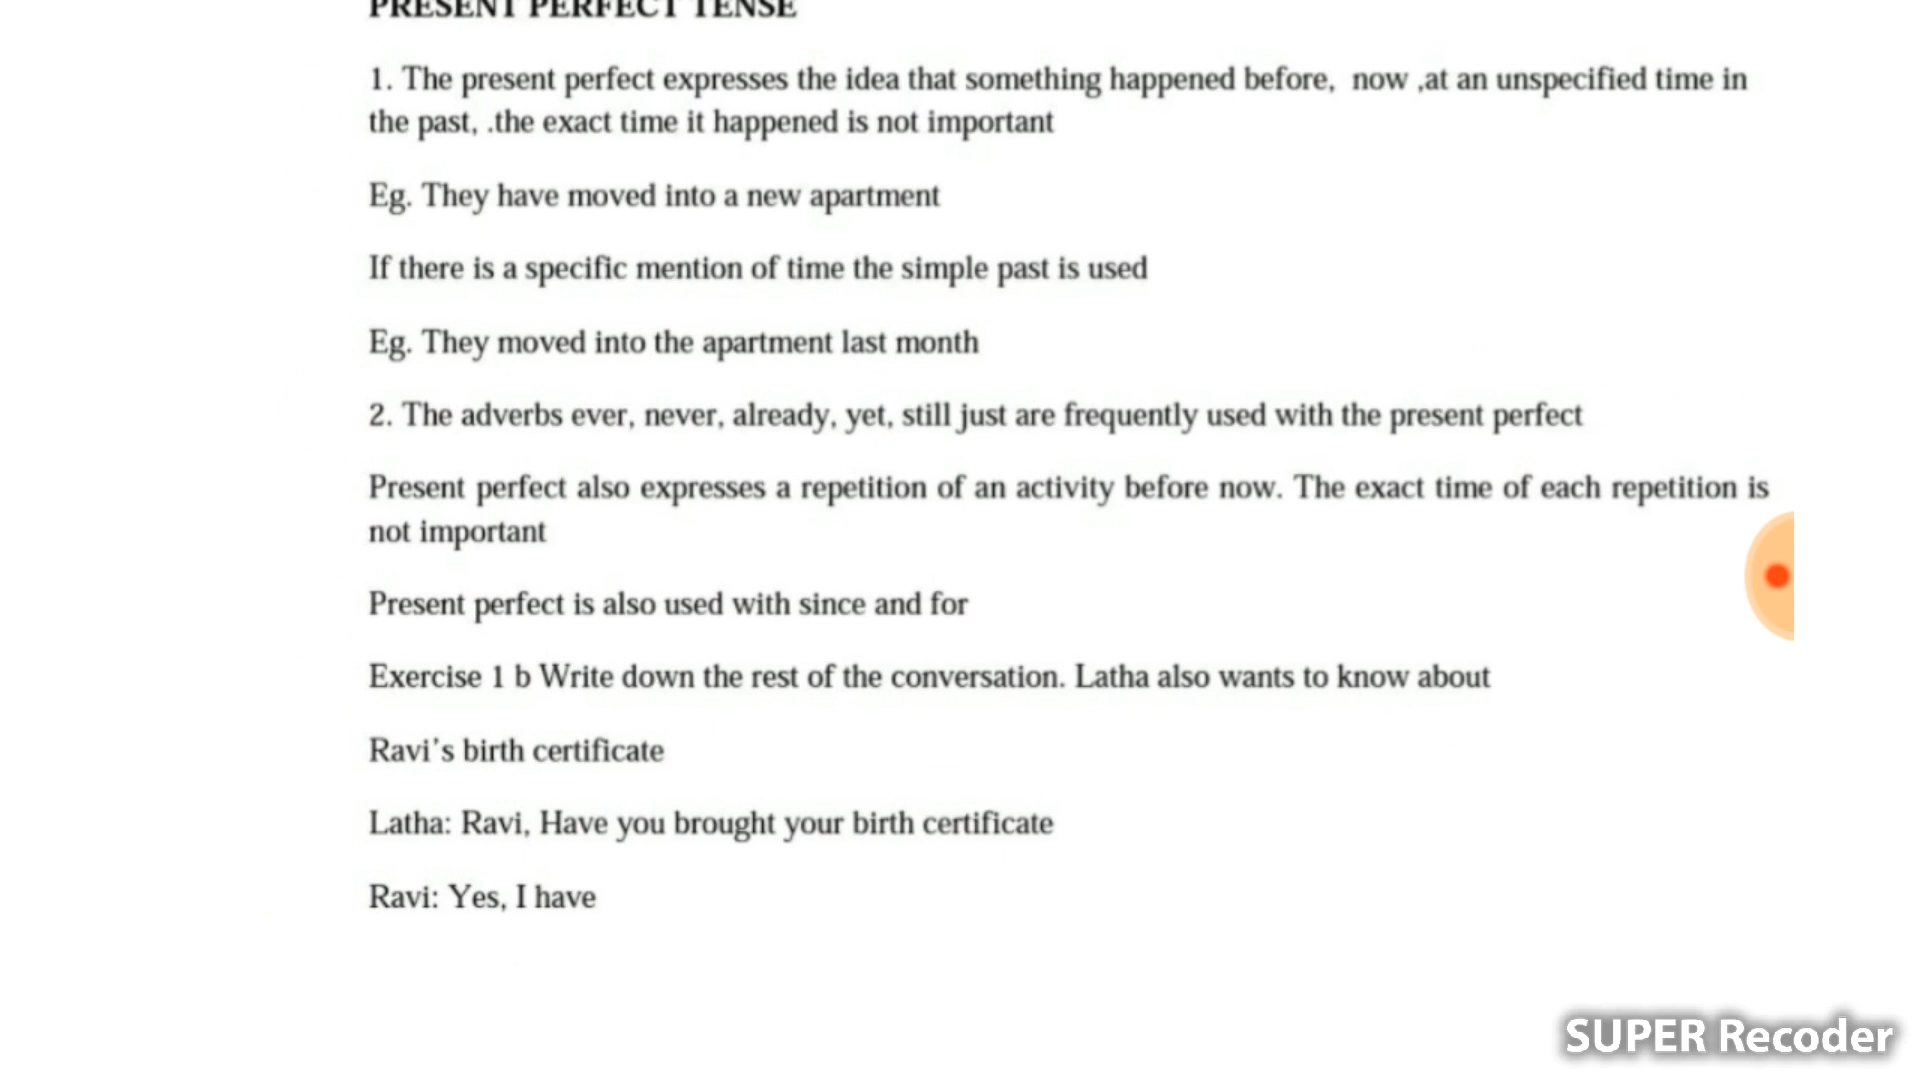 PRESENT PERFECT TENSE
1. The present perfect expresses the idea that something happened before,  now ,at an unspecified time in
the past, .the exact time it happened is not important
Eg. They have moved into a new apartment
If there is a specific mention of time the simple past is used
Eg. They moved into the apartment last month
2. The adverbs ever, never, already, yet, still just are frequently used with the present perfect
Present perfect also expresses a repetition of an activity before now. The exact time of each repetition is
not important
Present perfect is also used with since and for
Exercise 1 b Write down the rest of the conversation. Latha also wants to know about
Ravi’s birth certificate
Latha: Ravi, Have you brought your birth certificate
Ravi: Yes, I have
SUPER Recoder